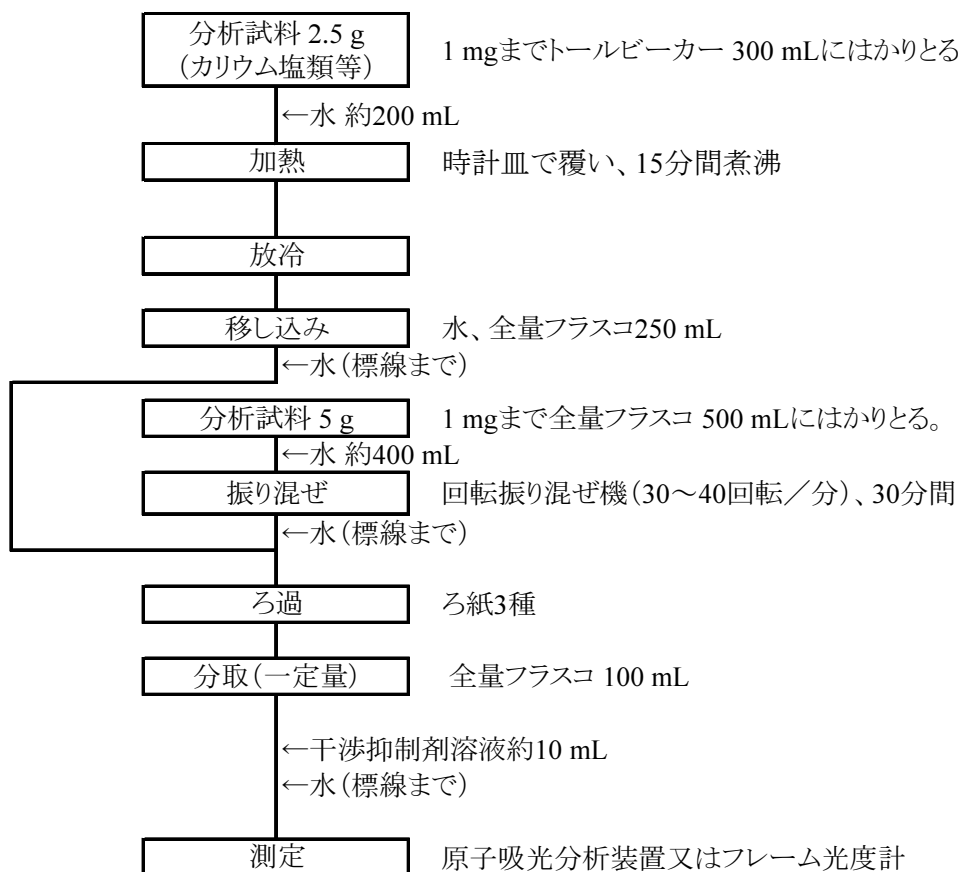 分析試料 2.5 g
(カリウム塩類等)
1 mgまでトールビーカー 300 mLにはかりとる
←水 約200 mL
加熱
時計皿で覆い、15分間煮沸
放冷
移し込み
水、全量フラスコ250 mL
←水(標線まで)
分析試料 5 g
1 mgまで全量フラスコ 500 mLにはかりとる。
←水 約400 mL
振り混ぜ
回転振り混ぜ機(30~40回転/分)、30分間
←水(標線まで)
ろ過
ろ紙3種
分取(一定量)
全量フラスコ 100 mL
←干渉抑制剤溶液約10 mL
←水(標線まで)
測定
原子吸光分析装置又はフレーム光度計